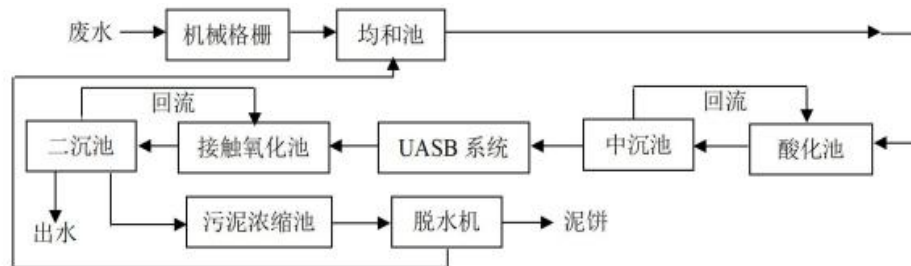 废水
机械格栅
均和池
回流
回流
二沉池
接触氧化池
UASB 系统
中沉池
酸化池
出水
污泥浓缩池
脱水机
泥饼